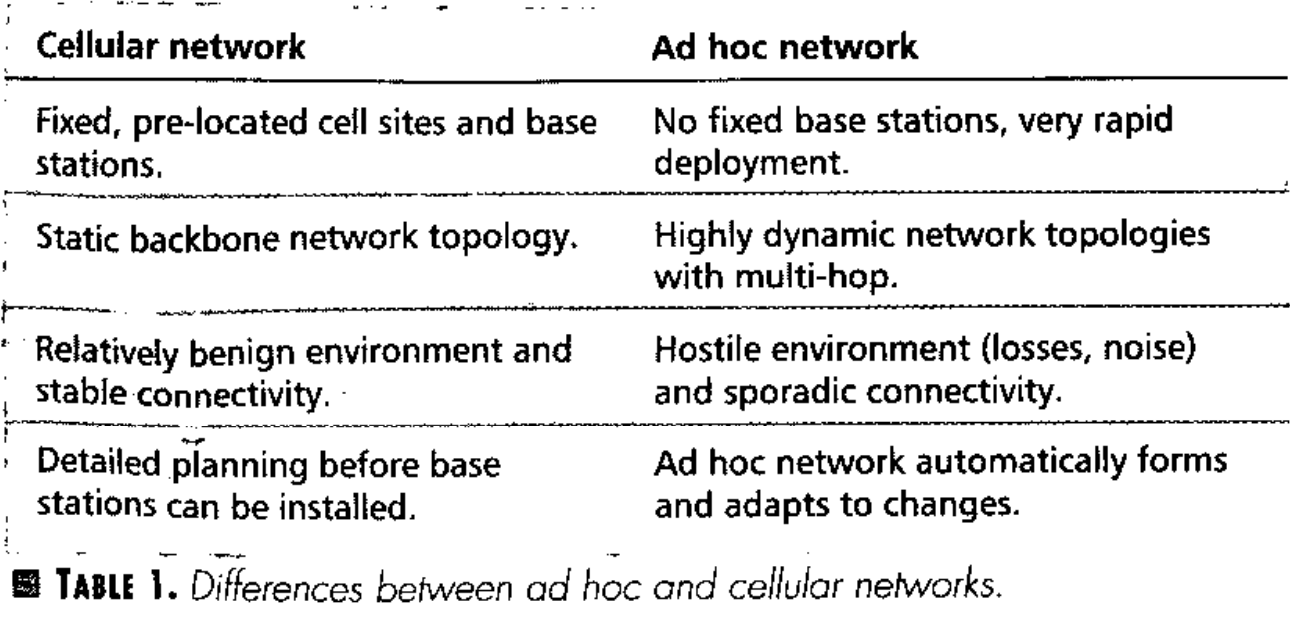 Cellular network Ad hoc network
Fixed, pre-located cell sites and base No fixed base stations, very rapid
stations. deployment.
Static backbone network topology. Highly dynamic network topologies
with multi-hop.
Relatively benign environment and Hostile environment (losses, noise)
stable connectivity. and sporadic connectivity.
Detailed planning before base Ad hoc network automatically forms
stations can be installed. and adapts to changes.
TABLE 1. Differences between ad hoc and cellular networks.